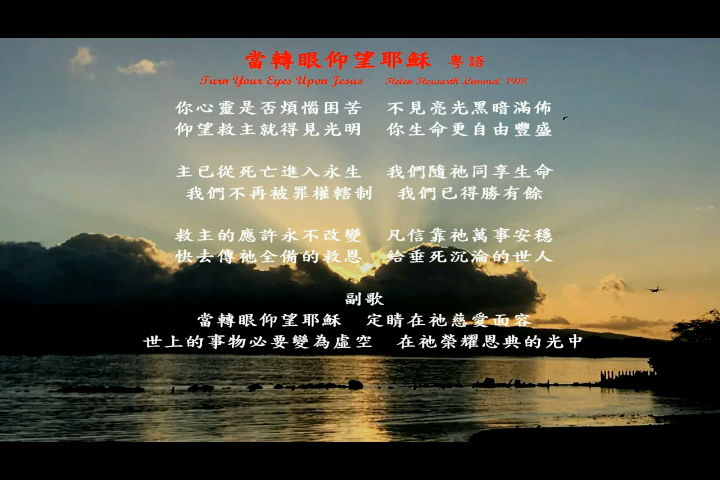 當轉眼仰望耶穌 粵語
Turn Your Eyes Upon Jesus Helen Howarth Lemmel 1918
你心靈是否煩惱困苦 不見亮光黑暗滿佈
仰望救主就得見光明 你生命更自由豐盛
主已從死亡進入永生 我們隨祂同享生命
我們不再被罪權轄制 我們已得勝有餘
救主的應許永不改變 凡信靠祂萬事安穩
快去傳祂全備的救恩 給垂死沉淪的世人
副歌
當轉眼仰望耶穌 定睛在祂慈愛面容
世上的事物必要變為虛空 在祂榮耀恩典的光中